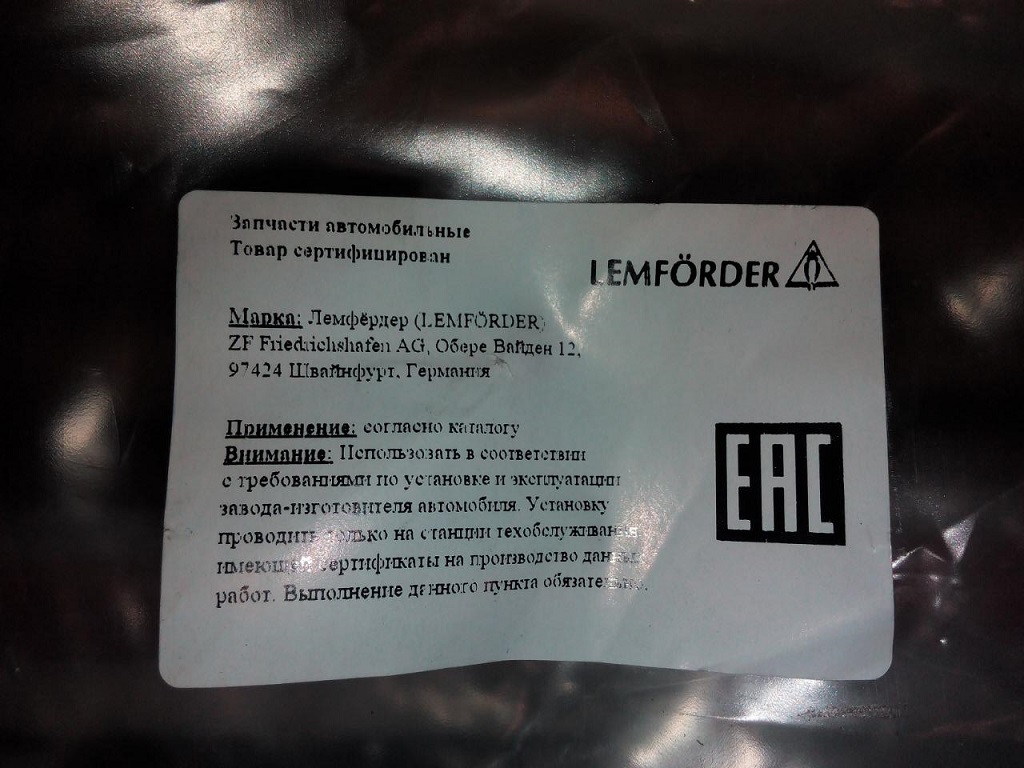 Запчасти автомобильные
Товар сертифицирован
LEMFÖRDER
Марка: Лемфёрдер (LEMFÖRDER)
ZF Friedrichshafen AG, Обере Вайден 12,
97424 Швайнфурт, Германия
Применение: согласно каталогу
Внимание: Использовать в соответствии
с требованиями по установке и эксплуатации
завода-изготовителя автомобиля. Установку
проводить только на станции техобслуживания
имеющей сертификаты на производство данных
работ. Выполнение данного пункта обязательно.
EAC